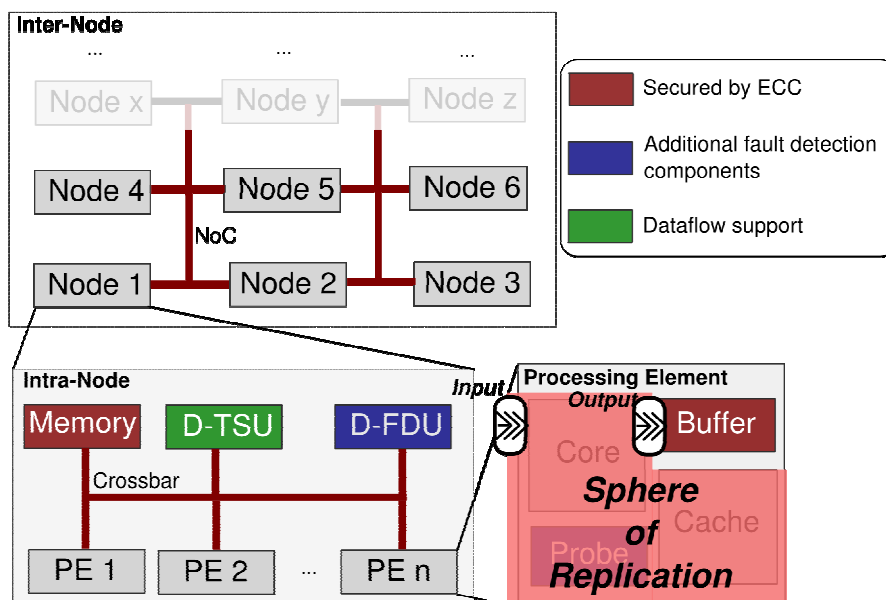 Inter-Node
... ... ...
Node x Node y Node z
Node 4 Node 5 Node 6
NoC
Node 1 Node 2 Node 3
Secured by ECC
Additional fault detection
components
Dataflow support
Intra-Node
Memory D-TSU D-FDU
Crossbar
PE 1 PE 2 ... PE n
Input
Processing Element
Output
Buffer
Core
Cache
Probe
Sphere
of
Replication